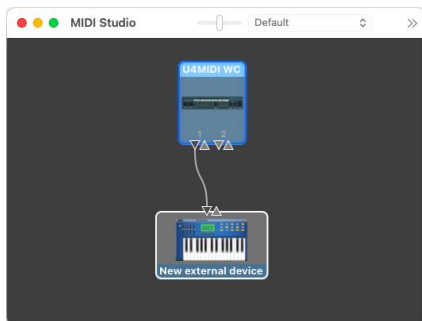 MIDI Studio
Default
U4MIDI WC
1 2
New external device